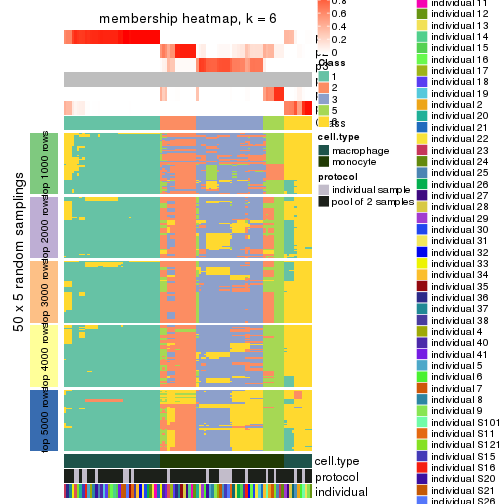 membership heatmap, k = 6
50 x 5 random samplings
top 1000 rows
top 2000 rows
top 3000 rows
top 4000 rows
top 5000 rows
cell.type
protocol
individual
0.8
0.6
0.4
0.2
0
Class
1
2
3
5
cell.type
macrophage
monocyte
protocol
individual sample
pool of 2 samples
individual 11
individual 12
individual 13
individual 14
individual 15
individual 16
individual 17
individual 18
individual 19
individual 2
individual 20
individual 21
individual 22
individual 23
individual 24
individual 25
individual 26
individual 27
individual 28
individual 29
individual 30
individual 31
individual 32
individual 33
individual 34
individual 35
individual 36
individual 37
individual 38
individual 4
individual 40
individual 41
individual 5
individual 6
individual 7
individual 8
individual 9
individual S101
individual S11
individual S121
individual S15
individual S16
individual S20
individual S21
individual S26